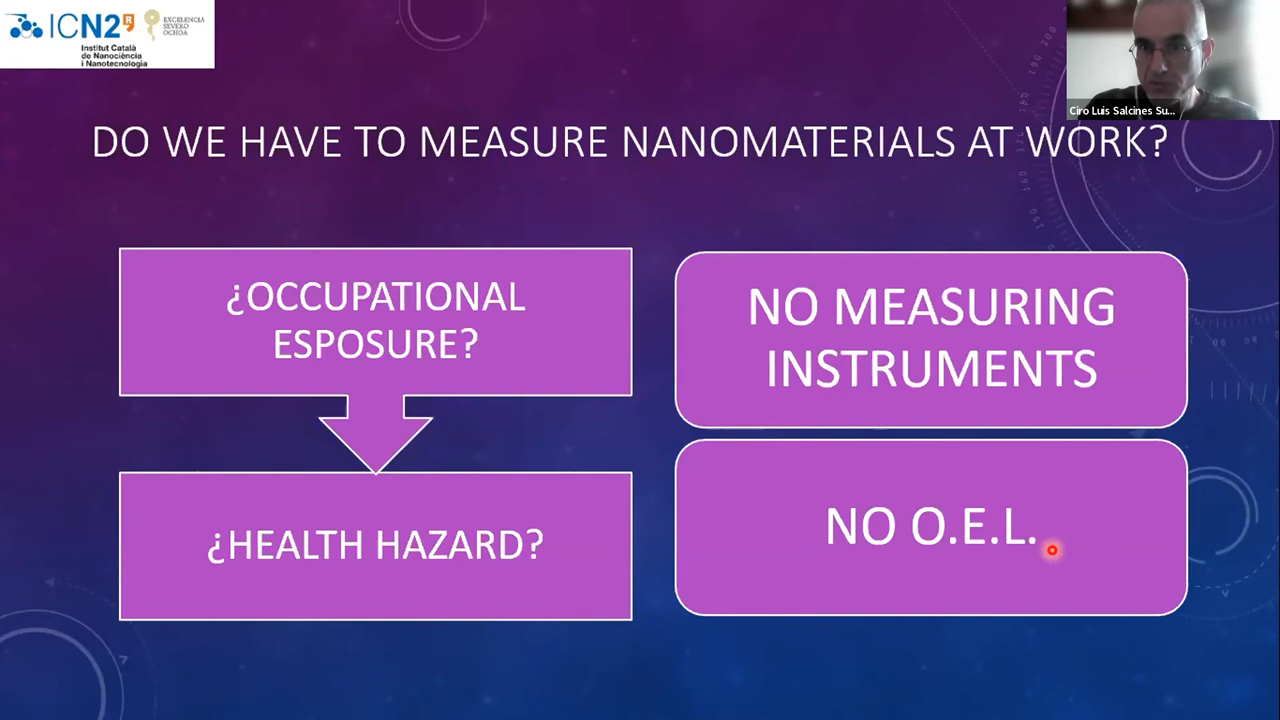 ICN2
Institut Català
de Nanociència
i Nanotecnologia
EXCELENCIA
SEVERO
OCHOA
Ciro Luis Salcines Su...
DO WE HAVE TO MEASURE NANOMATERIALS AT WORK?
¿OCCUPATIONAL
ESPOSURE?
¿HEALTH HAZARD?
NO MEASURING
INSTRUMENTS
NO O.E.L.